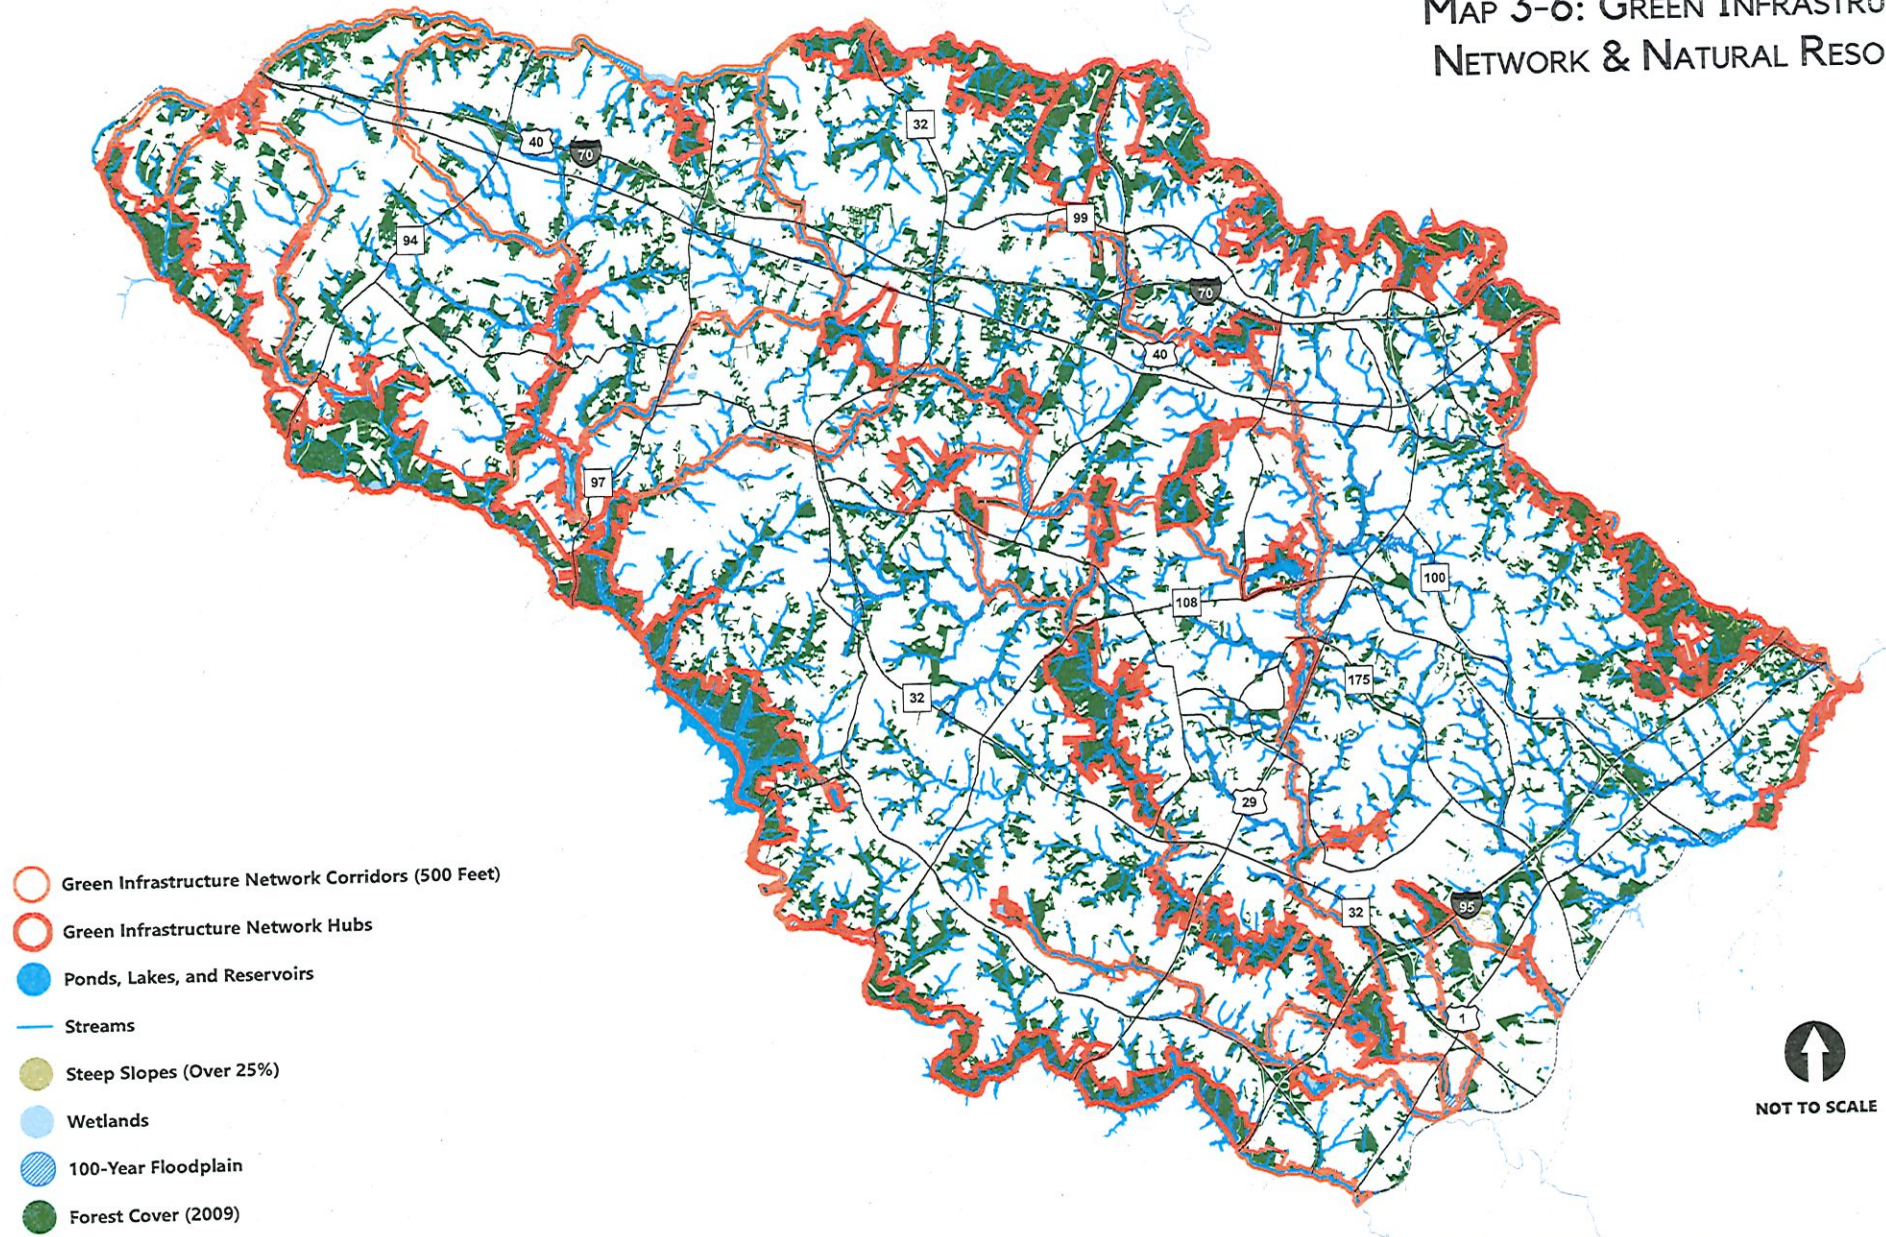 MAP 3-6: GREEN INFRASTRU
NETWORK & NATURAL RESO
32
40
70
99
94
70
40
97
100
108
175
32
29
32
95
1
Green Infrastructure Network Corridors (500 Feet)
Green Infrastructure Network Hubs
Ponds, Lakes, and Reservoirs
Streams
Steep Slopes (Over 25%)
Wetlands
100-Year Floodplain
Forest Cover (2009)
NOT TO SCALE